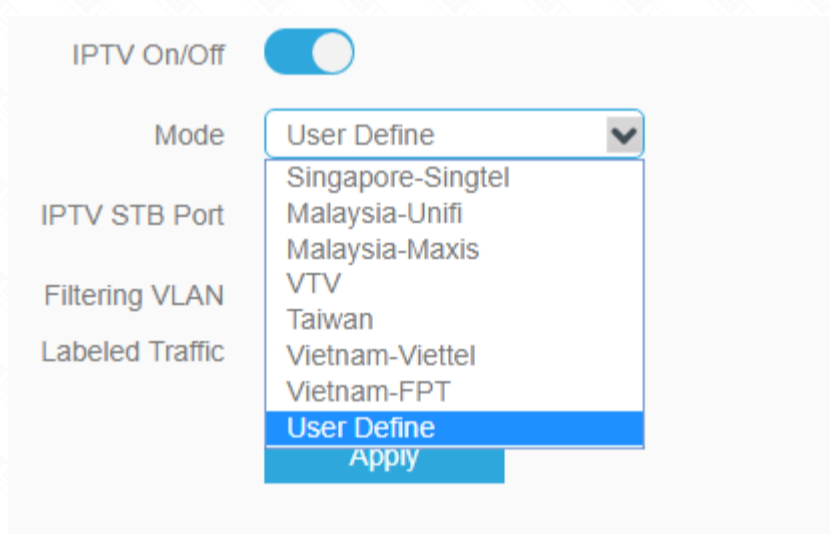 IPTV On/Off
Mode
User Define
Singapore-Singtel
Malaysia-Unifi
IPTV STB Port
Malaysia-Maxis
VTV
Filtering VLAN
Taiwan
Labeled Traffic
Vietnam-Viettel
Vietnam-FPT
User Define
Apply